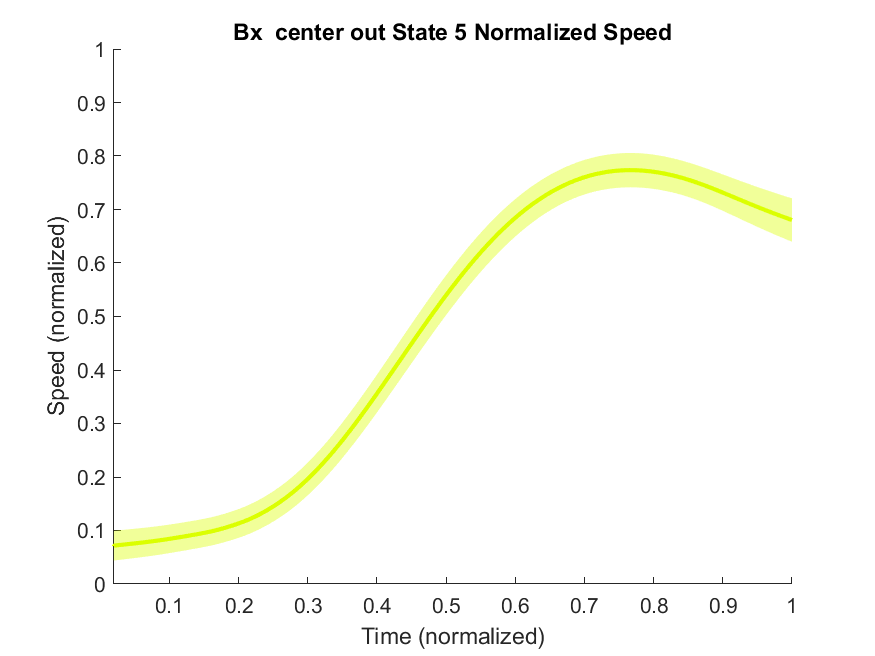 Bx  center out State 5 Normalized Speed
1
0.9
0.8
0.7
0.6
0.5
0.4
0.3
0.2
0.1
0
Speed (normalized)
0.1 0.2 0.3 0.4 0.5 0.6 0.7 0.8 0.9 1
Time (normalized)